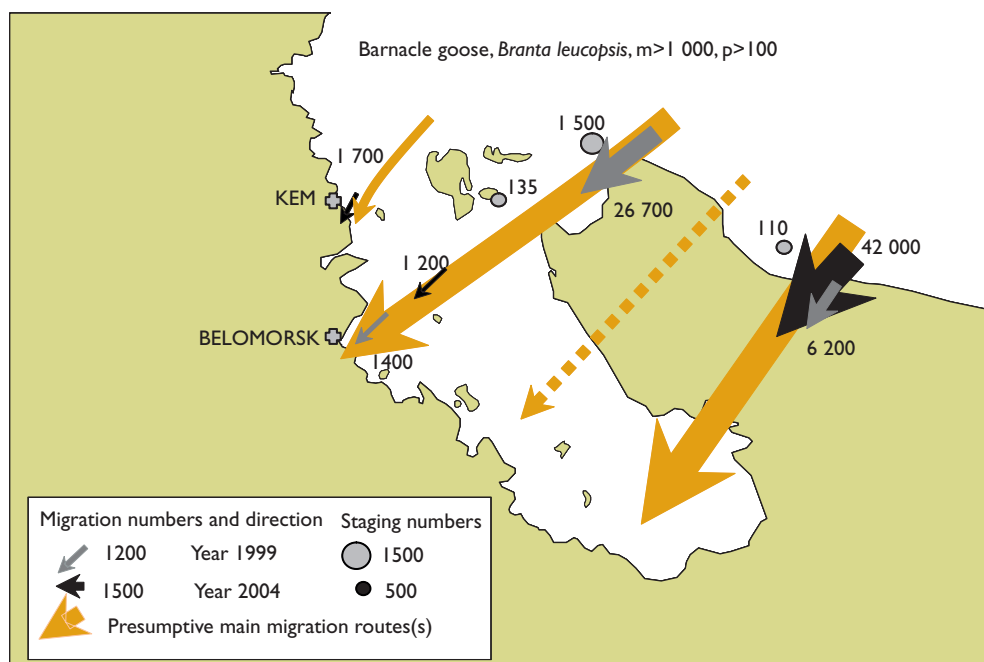 Barnacle goose, Branta leucopsis, m>1 000, p>100
1 500
1 700
KEM
135
26 700
110
42 000
1 200
BELOMORSK
6 200
1400
Migration numbers and direction
Staging numbers
1200 Year 1999
1500
1500 Year 2004
500
Presumptive main migration routes(s)